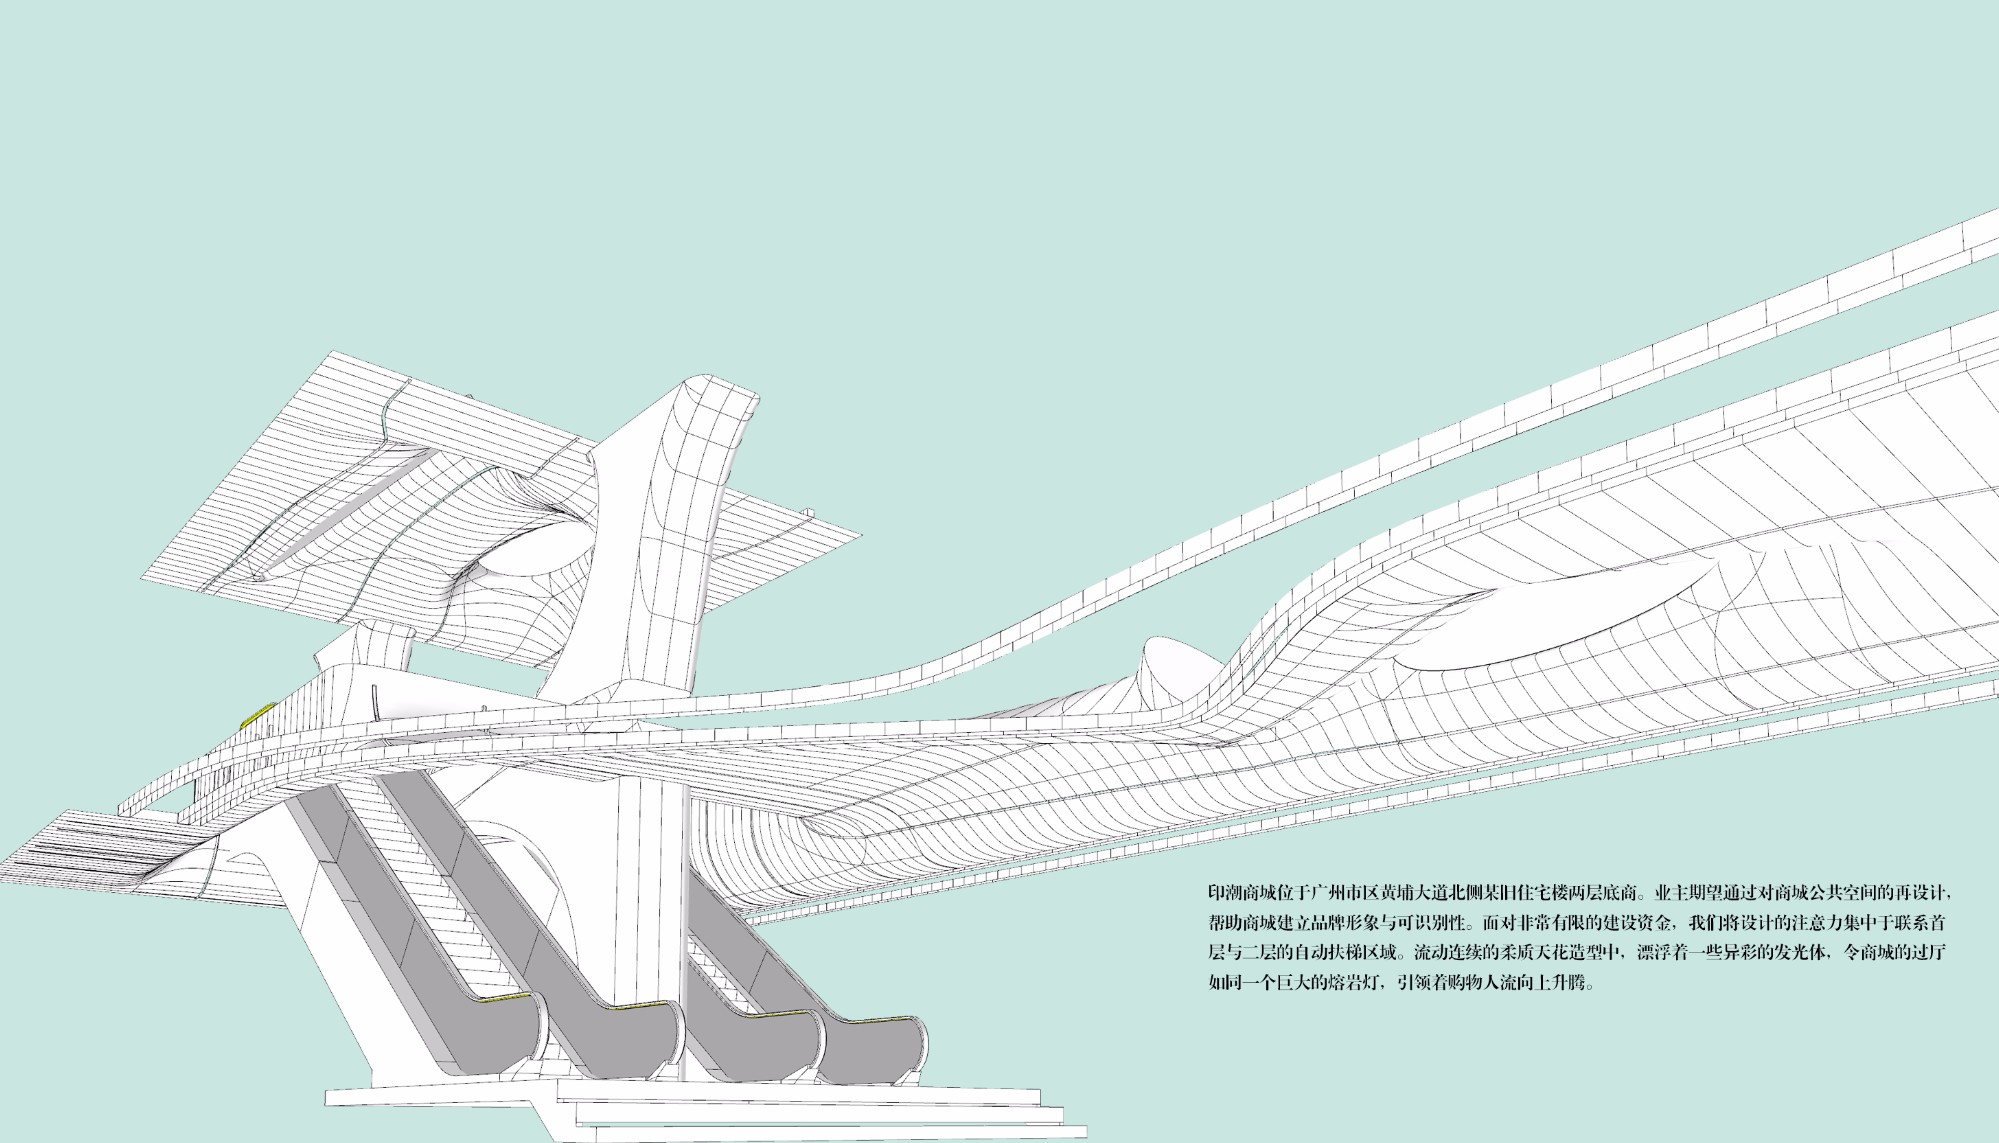 印潮商城位于广州市区黄埔大道北侧某旧住宅楼两层底商。业主期望通过对商城公共空间的再设计，
帮助商城建立品牌形象与可识别性。面对非常有限的建设资金，我们将设计的注意力集中于联系首
层与二层的自动扶梯区域。流动连续的柔质天花造型中，漂浮着一些异彩的发光体，令商城的过厅
如同一个巨大的熔岩灯，引领着购物人流向上升腾。